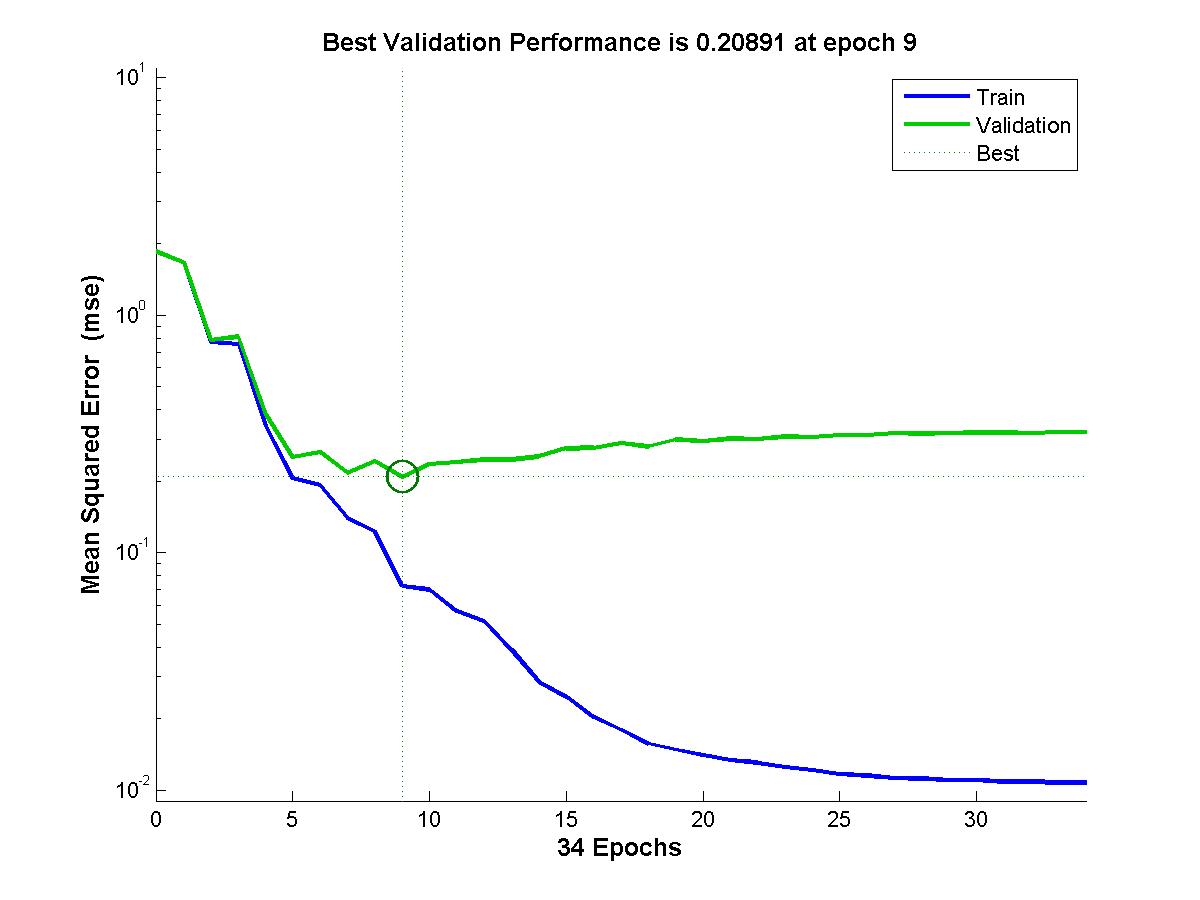 Best Validation Performance is 0.20891 at epoch 9
10^1
10^0
10^-1
10^-2
Mean Squared Error (mse)
Train
Validation
Best
0 5 10 15 20 25 30
34 Epochs